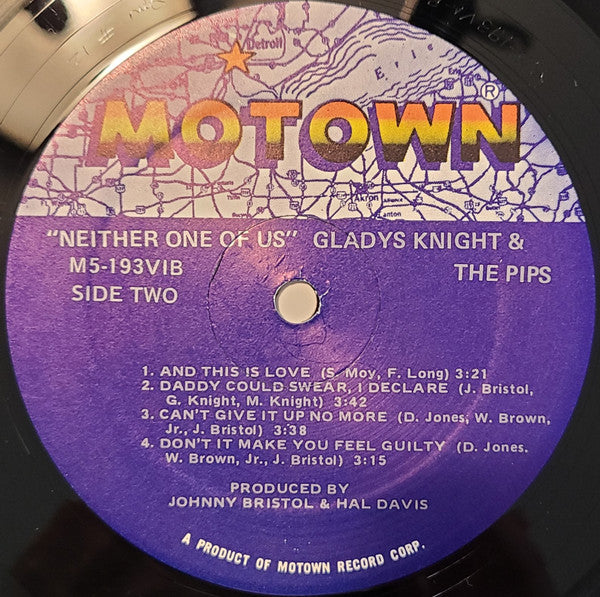 Detroit
Erie
MOTOWN®
Akron
"NEITHER ONE OF US" GLADYS KNIGHT &
M5-193VIB THE PIPS
SIDE TWO
1. AND THIS IS LOVE (S. Moy, F. Long) 3:21
2. DADDY COULD SWEAR, I DECLARE (J. Bristol,
G. Knight, M. Knight) 3:42
3. CAN'T GIVE IT UP NO MORE (D. Jones, W. Brown,
Jr., J. Bristol) 3:38
4. DON'T IT MAKE YOU FEEL GUILTY (D. Jones.
W. Brown, Jr., J. Bristol) 3:15
PRODUCED BY
JOHNNY BRISTOL & HAL DAVIS
A PRODUCT OF MOTOWN RECORD CORP.